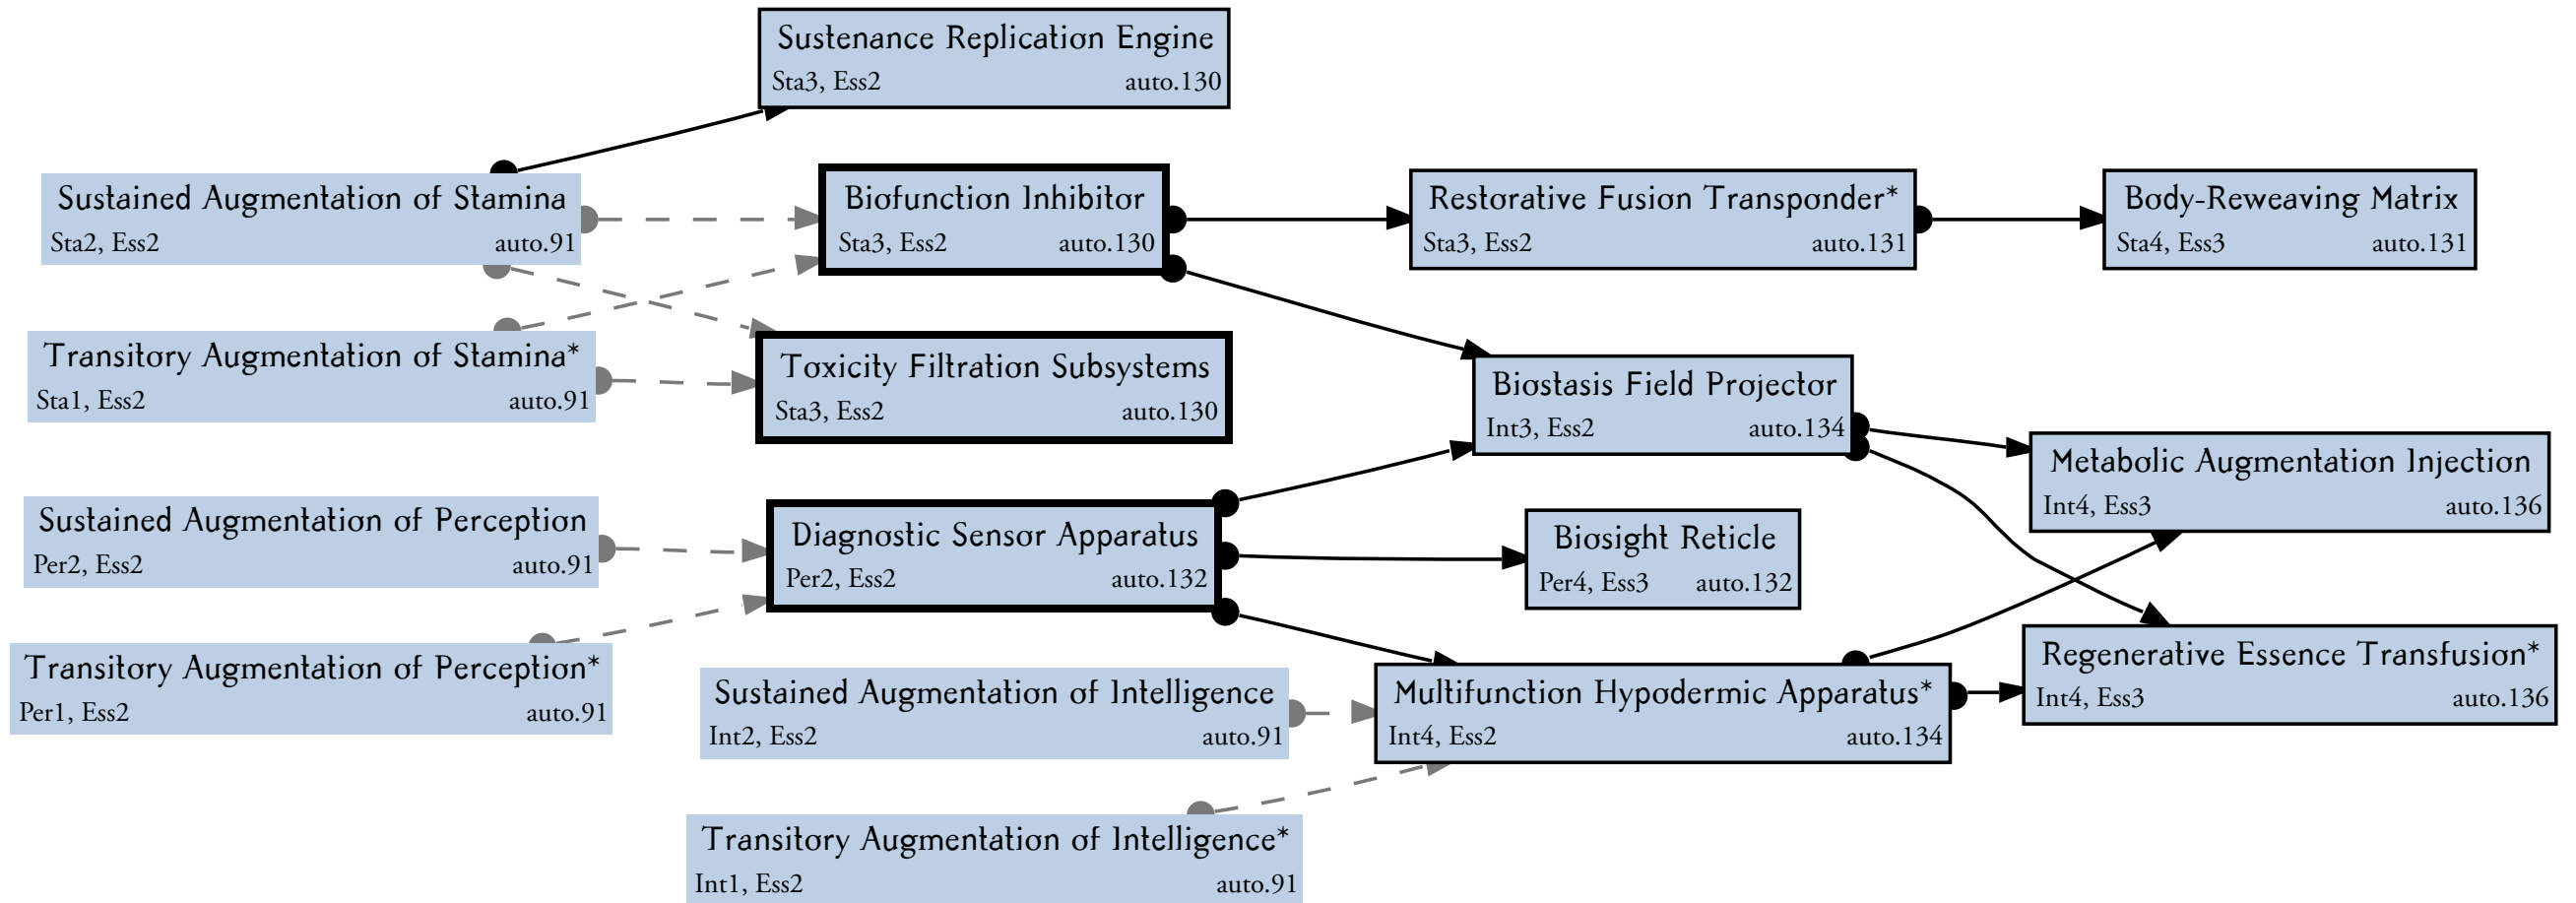 Sustenance Replication Engine
Sta3, Ess2 auto.130
Sustained Augmentation of Stamina
Sta2, Ess2 auto.91
Biofunction Inhibitor
Sta3, Ess2 auto.130
Restorative Fusion Transponder*
Sta3, Ess2 auto.131
Body-Reweaving Matrix
Sta4, Ess3 auto.131
Transitory Augmentation of Stamina*
Sta1, Ess2 auto.91
Toxicity Filtration Subsystems
Sta3, Ess2 auto.130
Biostasis Field Projector
Int3, Ess2 auto.134
Metabolic Augmentation Injection
Int4, Ess3 auto.136
Sustained Augmentation of Perception
Per2, Ess2 auto.91
Diagnostic Sensor Apparatus
Per2, Ess2 auto.132
Biosight Reticle
Per4, Ess3 auto.132
Transitory Augmentation of Perception*
Per1, Ess2 auto.91
Sustained Augmentation of Intelligence
Int2, Ess2 auto.91
Multifunction Hypodermic Apparatus*
Int4, Ess2 auto.134
Regenerative Essence Transfusion*
Int4, Ess3 auto.136
Transitory Augmentation of Intelligence*
Int1, Ess2 auto.91